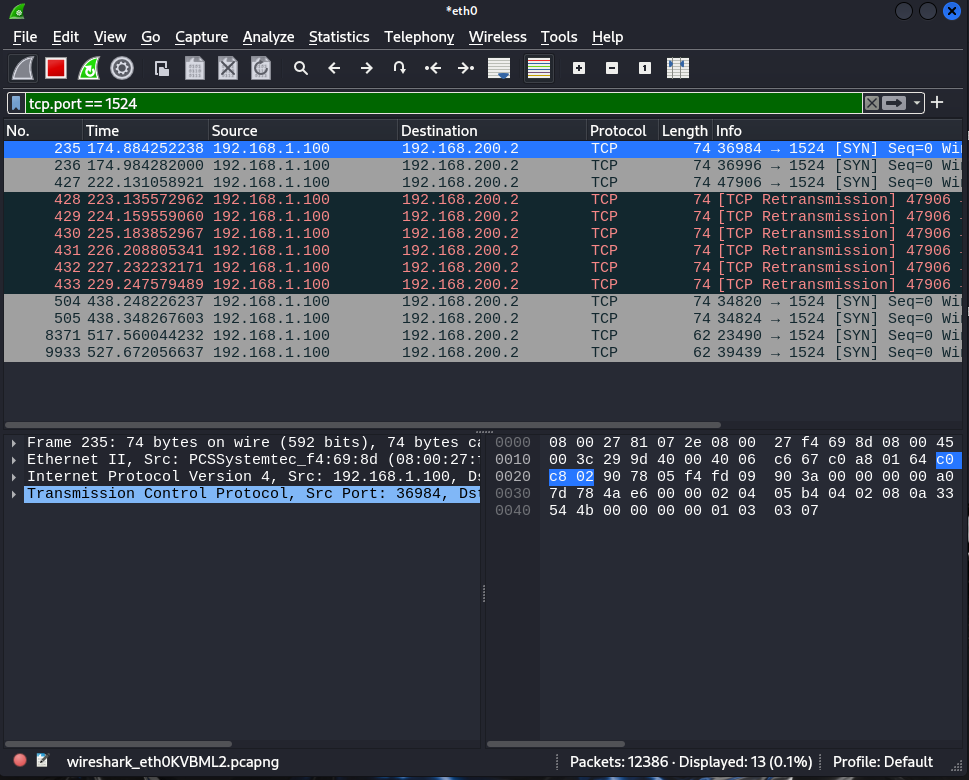 *eth0
File Edit View Go Capture Analyze Statistics Telephony Wireless Tools Help
tcp.port == 1524
No. Time Source Destination Protocol Length Info
235 174.884252238 192.168.1.100 192.168.200.2 TCP 74 36984 → 1524 [SYN] Seq=0 Win
236 174.984282000 192.168.1.100 192.168.200.2 TCP 74 36996 → 1524 [SYN] Seq=0 Win
427 222.131058921 192.168.1.100 192.168.200.2 TCP 74 47906 → 1524 [SYN] Seq=0 Win
428 223.135572962 192.168.1.100 192.168.200.2 TCP 74 [TCP Retransmission] 47906
429 224.159559060 192.168.1.100 192.168.200.2 TCP 74 [TCP Retransmission] 47906
430 225.183852967 192.168.1.100 192.168.200.2 TCP 74 [TCP Retransmission] 47906
431 226.208805341 192.168.1.100 192.168.200.2 TCP 74 [TCP Retransmission] 47906
432 227.232232171 192.168.1.100 192.168.200.2 TCP 74 [TCP Retransmission] 47906
433 229.247579489 192.168.1.100 192.168.200.2 TCP 74 [TCP Retransmission] 47906
504 438.248226237 192.168.1.100 192.168.200.2 TCP 74 34820 → 1524 [SYN] Seq=0 Win
505 438.348267603 192.168.1.100 192.168.200.2 TCP 74 34824 → 1524 [SYN] Seq=0 Win
8371 517.560044232 192.168.1.100 192.168.200.2 TCP 62 23490 → 1524 [SYN] Seq=0 Win
9933 527.672056637 192.168.1.100 192.168.200.2 TCP 62 39439 → 1524 [SYN] Seq=0 Win
Frame 235: 74 bytes on wire (592 bits), 74 bytes ca
Ethernet II, Src: PCSSystemtec_f4:69:8d (08:00:27:
Internet Protocol Version 4, Src: 192.168.1.100, Ds
Transmission Control Protocol, Src Port: 36984, Dst
0000 08 00 27 81 07 2e 08 00 27 f4 69 8d 08 00 45
0010 00 3c 29 9d 40 00 40 06 c6 67 c0 a8 01 64 c0
0020 c8 02 90 78 05 f4 fd 09 90 3a 00 00 00 00 a0
0030 7d 78 4a e6 00 00 02 04 05 b4 04 02 08 0a 33
0040 54 4b 00 00 00 00 01 03 03 07
wireshark_eth0KVBML2.pcapng
Packets: 12386 · Displayed: 13 (0.1%)
Profile: Default